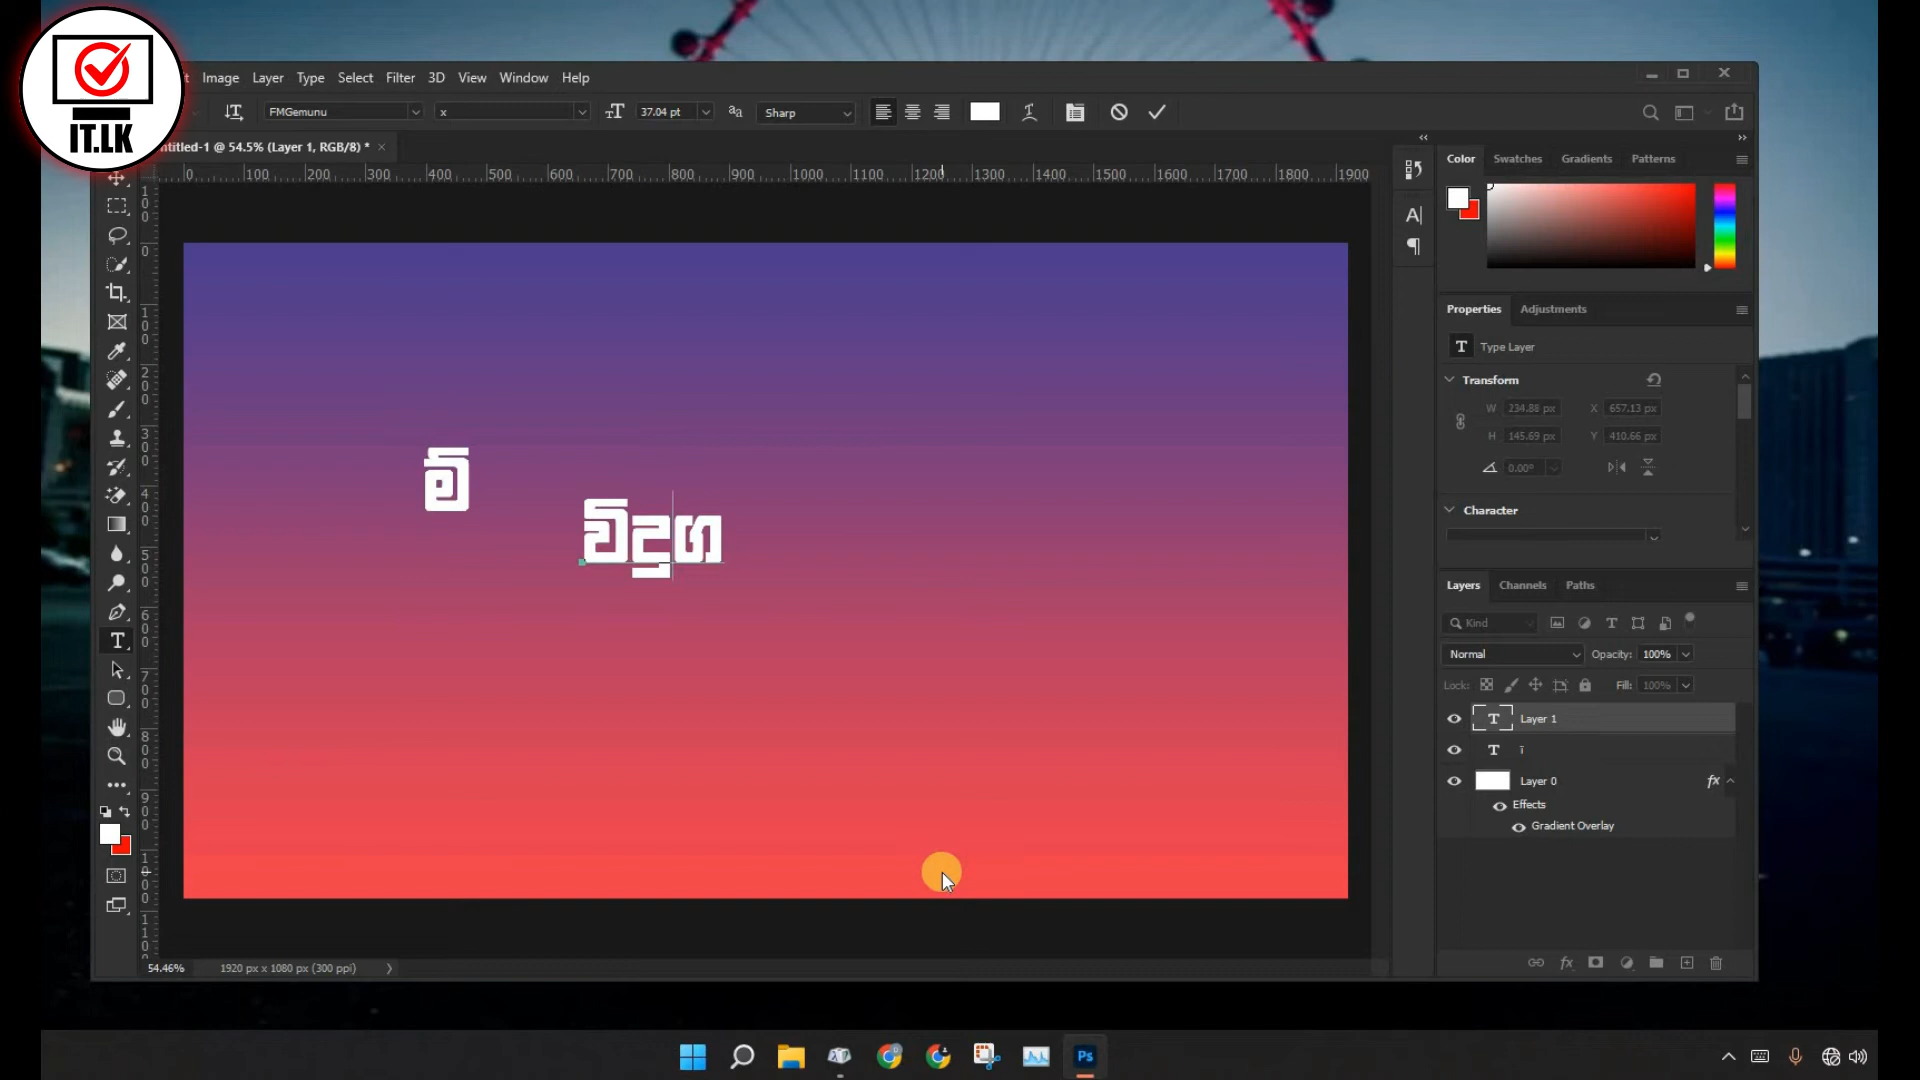 IT.LK
Image Layer Type Select Filter 3D View Window Help
FMGemunu x 37.04 pt aa Sharp
ntitled-1 @ 54.5% (Layer 1, RGB/8) * ×
0 100 200 300 400 500 600 700 800 900 1000 1100 1200 1300 1400 1500 1600 1700 1800 1900
Color Swatches Gradients Patterns
Properties Adjustments
T Type Layer
Transform
W 234.88 px X 657.13 px
H 145.69 px Y 410.66 px
0.00°
Character
ම්
විදුග
Layers Channels Paths
Kind
Normal Opacity: 100%
Lock: Fill: 100%
T Layer 1
T ï
Layer 0 fx
Effects
Gradient Overlay
54.46% 1920 px x 1080 px (300 ppi)
Ps